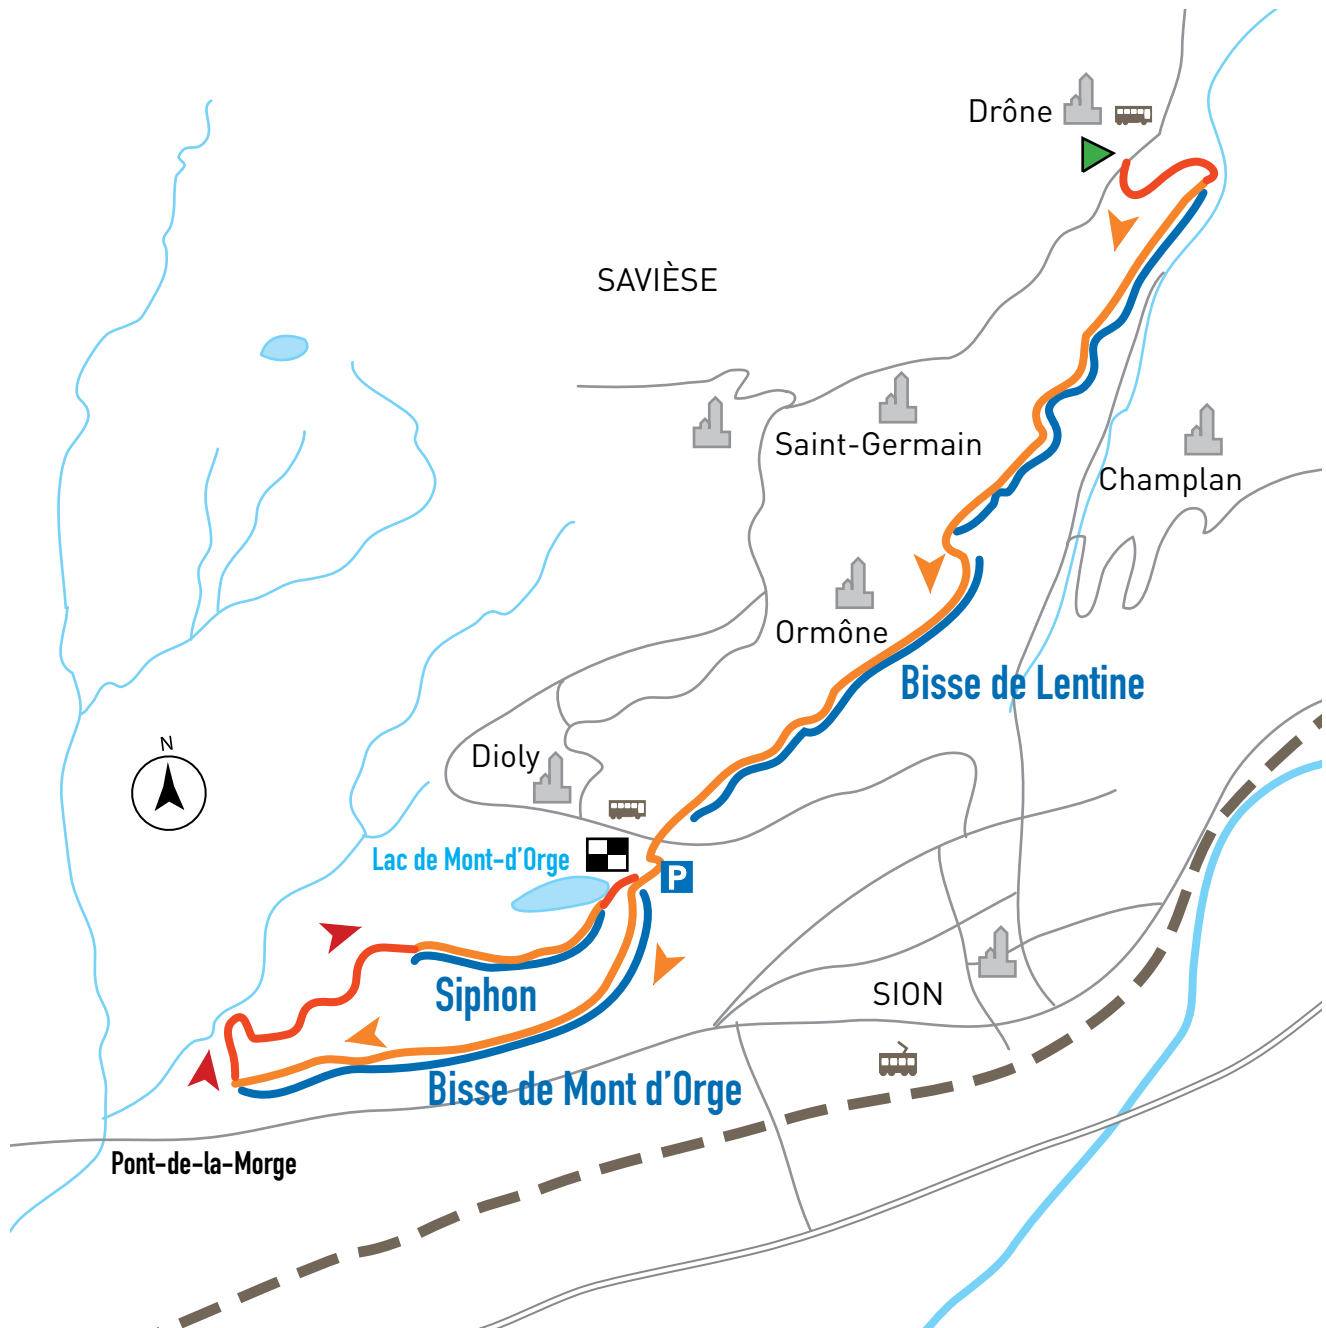 Drône
SAVIÈSE
Saint-Germain
Champlan
Ormône
Bisse de Lentine
N
Dioly
Lac de Mont-d'Orge
P
Siphon
SION
Bisse de Mont d'Orge
Pont-de-la-Morge